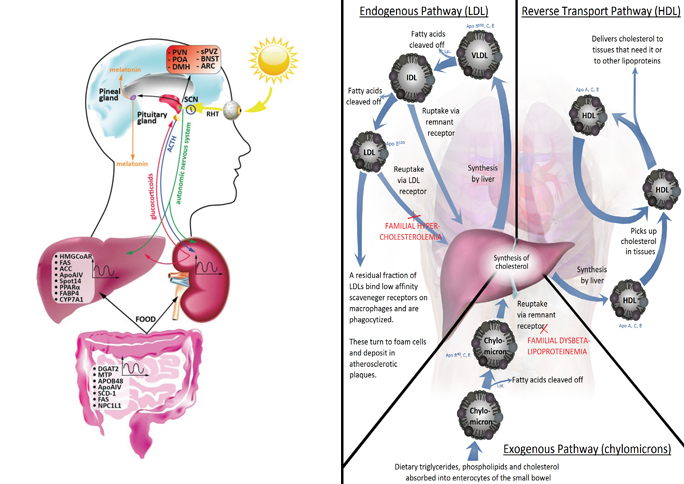 • PVN • sPVZ
• POA • BNST
• DMH • ARC
melatonin
Pineal
gland
SCN
RHT
Pituitary
gland
melatonin
ACTH
autonomic nervous system
glucocorticoids
• HMGCoAR
• FAS
• ACC
• ApoAIV
• Spot14
• PPARα
• FABP4
• CYP7A1
FOOD
• DGAT2
• MTP
• APOB48
• ApoAIV
• SCD-1
• FAS
• NPC1L1
Endogenous Pathway (LDL)
Fatty acids
cleaved off
Apo B100, C, E
VLDL
IDL
Fatty acids
cleaved off
Ruptake via
remnant
receptor
Apo B100
LDL
Reuptake
via LDL
receptor
Synthesis
by liver
FAMILIAL HYPER-
CHOLESTEROLEMIA
A residual fraction of
LDLs bind low affinity
scavenger receptors on
macrophages and are
phagocytized.
These turn to foam cells
and deposit in
atherosclerotic
plaques.
Reverse Transport Pathway (HDL)
Delivers cholesterol to
tissues that need it or
to other lipoproteins
Apo A, C, E
HDL
HDL
Picks up
cholesterol
in tissues
Synthesis
by liver
HDL
Apo A, C, E
Synthesis of
cholesterol
Reuptake
via remnant
receptor
FAMILIAL DYSBETA-
LIPOPROTEINEMIA
Chylo-
micron
Apo B48, C, E
Fatty acids cleaved off
Chylo-
micron
Exogenous Pathway (chylomicrons)
Dietary triglycerides, phospholipids and cholesterol
absorbed into enterocytes of the small bowel